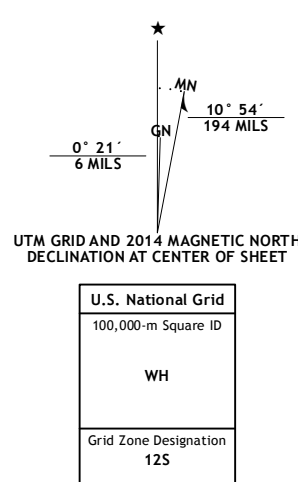 MN
GN
10° 54´
194 MILS
0° 21´
6 MILS
UTM GRID AND 2014 MAGNETIC NORTH
DECLINATION AT CENTER OF SHEET
U.S. National Grid
100,000-m Square ID
WH
Grid Zone Designation
12S